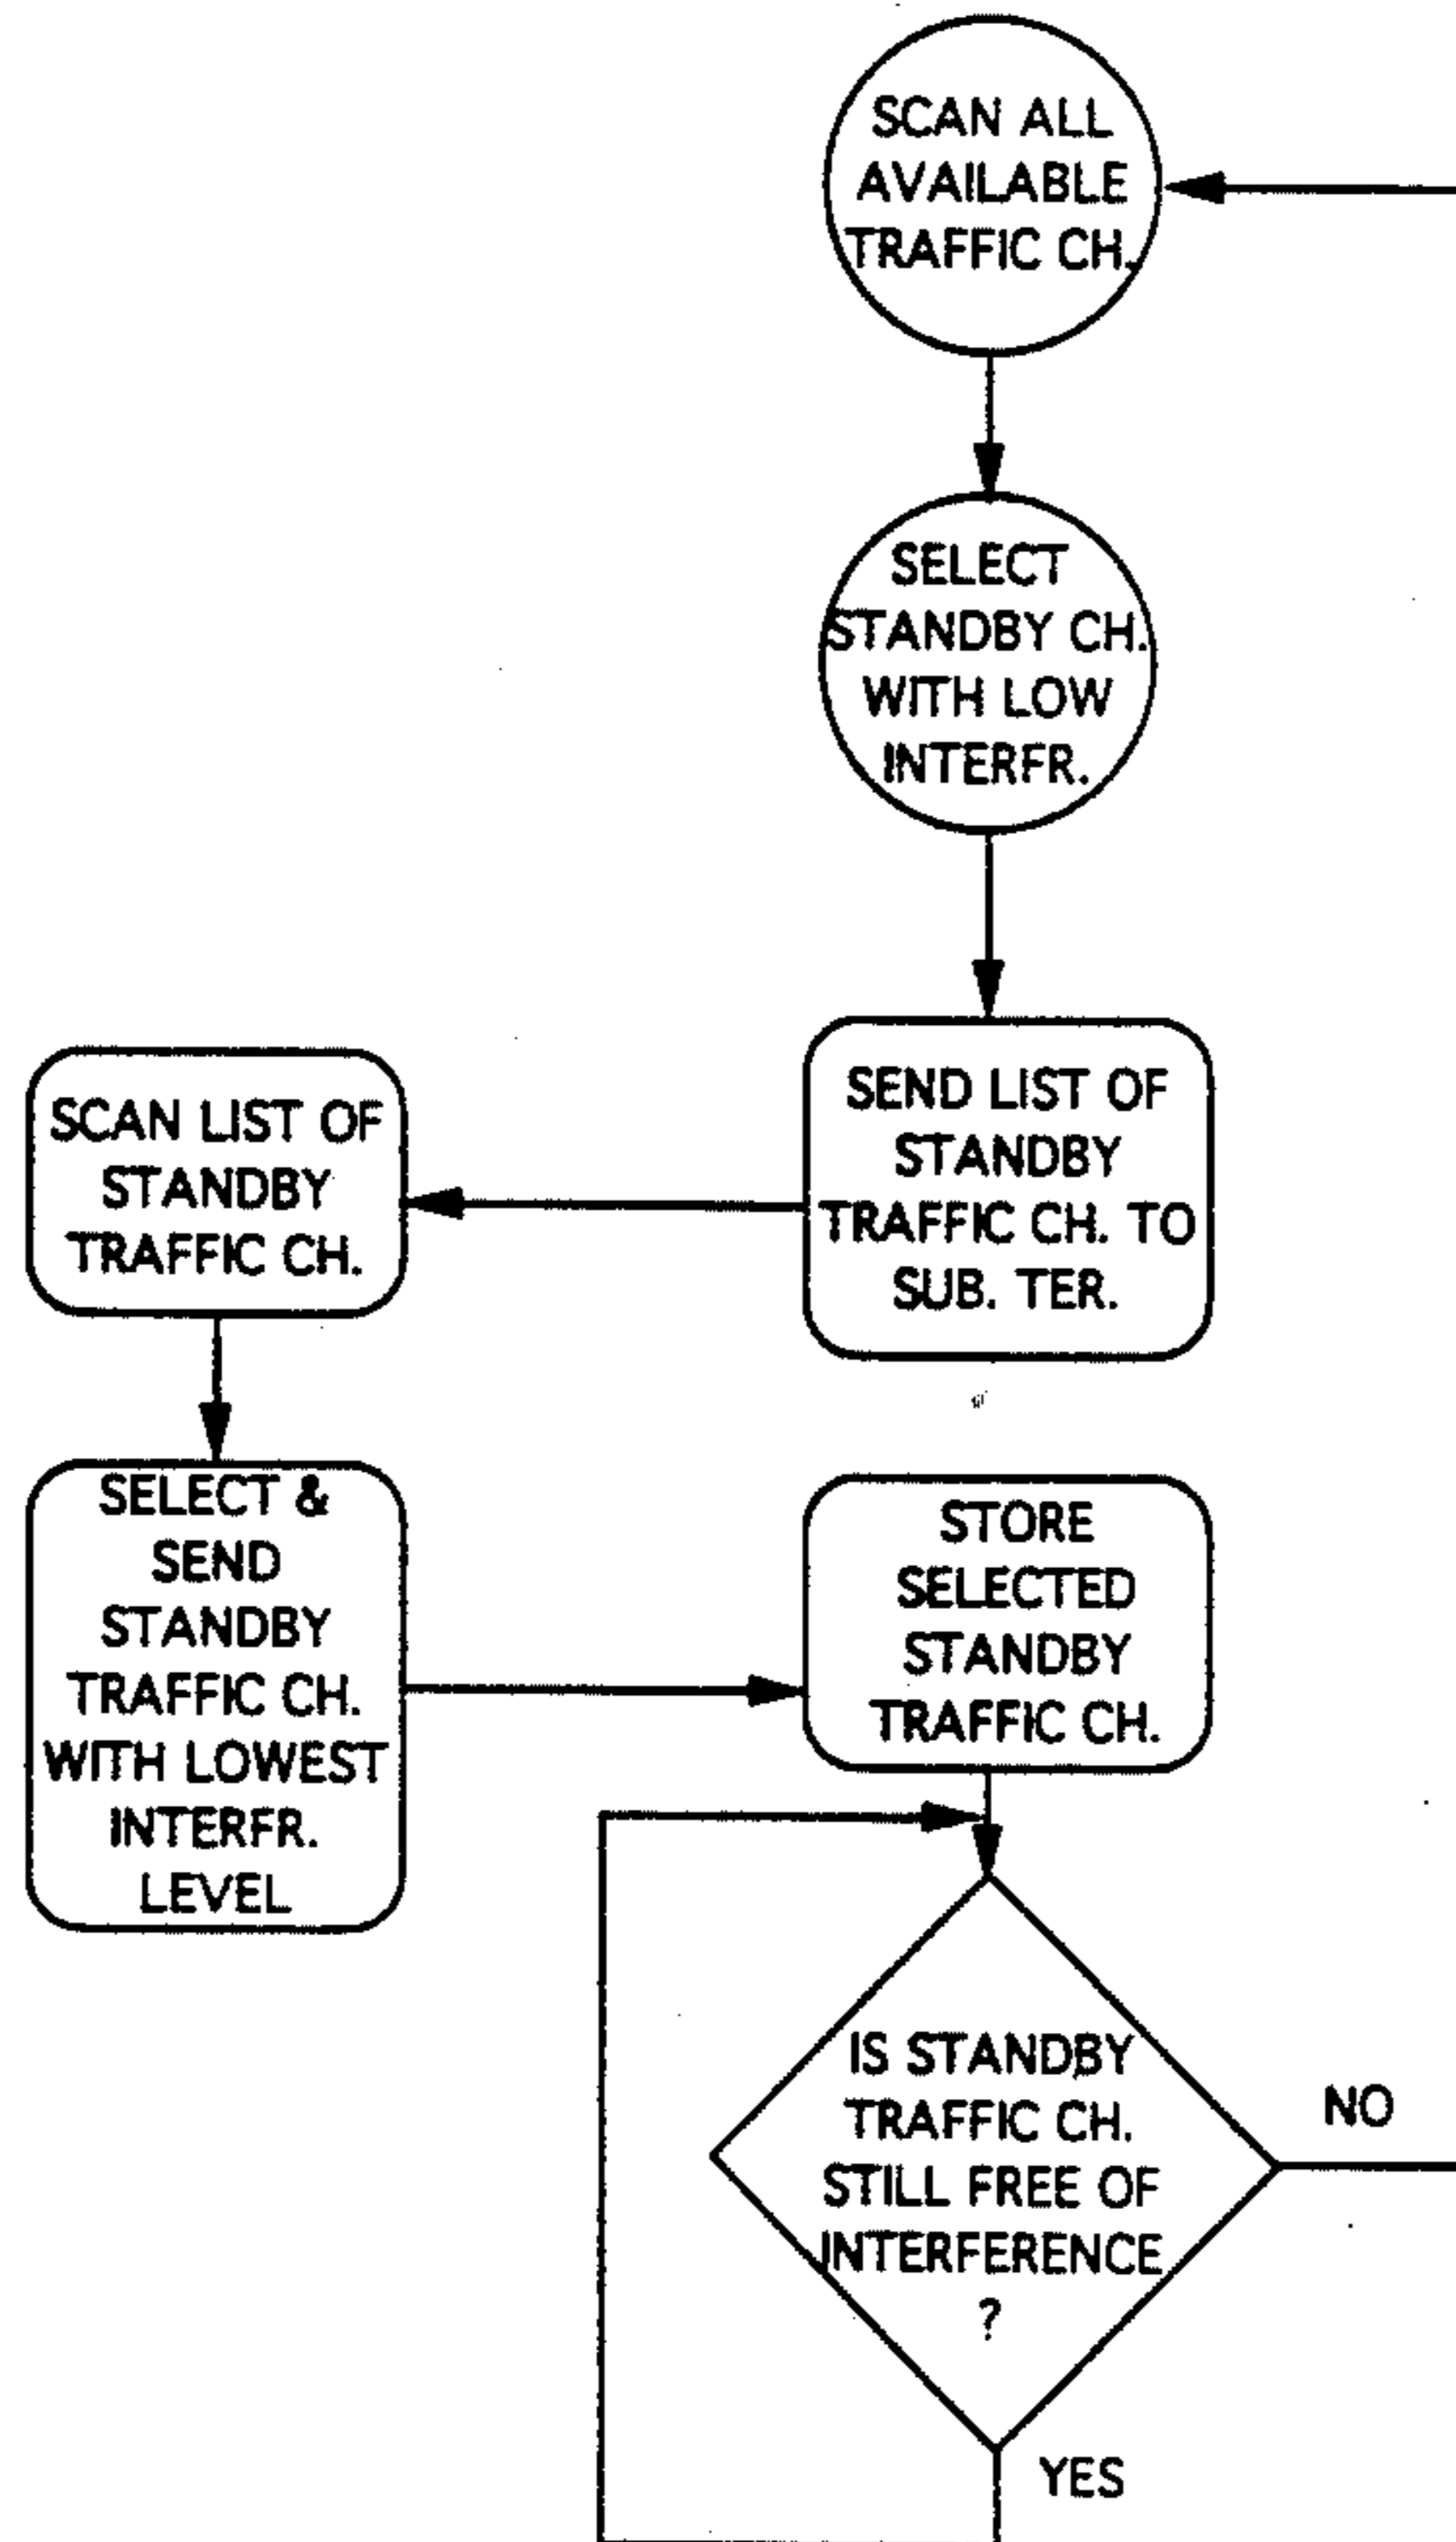 SCAN ALL
AVAILABLE
TRAFFIC CH.
SELECT
STANDBY CH.
WITH LOW
INTERFR.
SEND LIST OF
STANDBY
TRAFFIC CH. TO
SUB. TER.
SCAN LIST OF
STANDBY
TRAFFIC CH.
SELECT &
SEND
STANDBY
TRAFFIC CH.
WITH LOWEST
INTERFR.
LEVEL
STORE
SELECTED
STANDBY
TRAFFIC CH.
IS STANDBY
TRAFFIC CH.
STILL FREE OF
INTERFERENCE
?
NO
YES